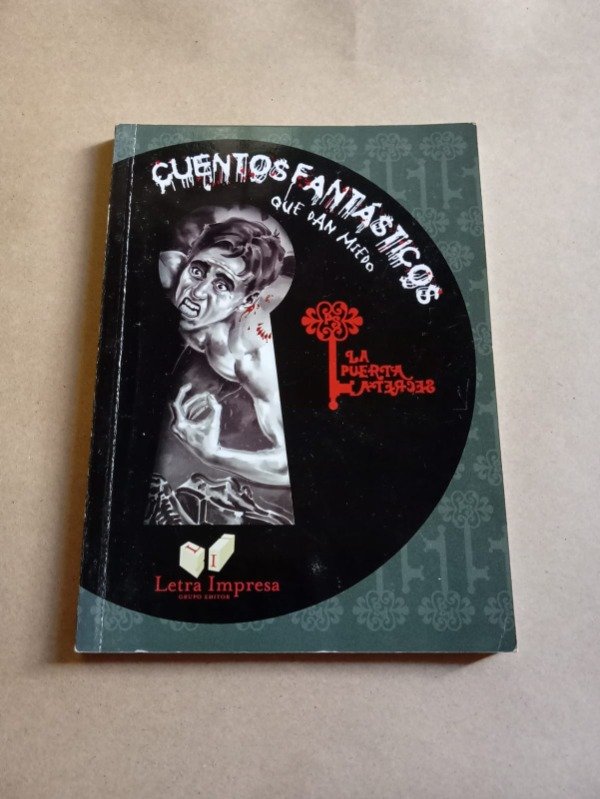 CUENTOS FANTÁSTICOS
QUE DAN MIEDO
LA
PUERTA
SECRETA
I I
Letra Impresa
GRUPO EDITOR